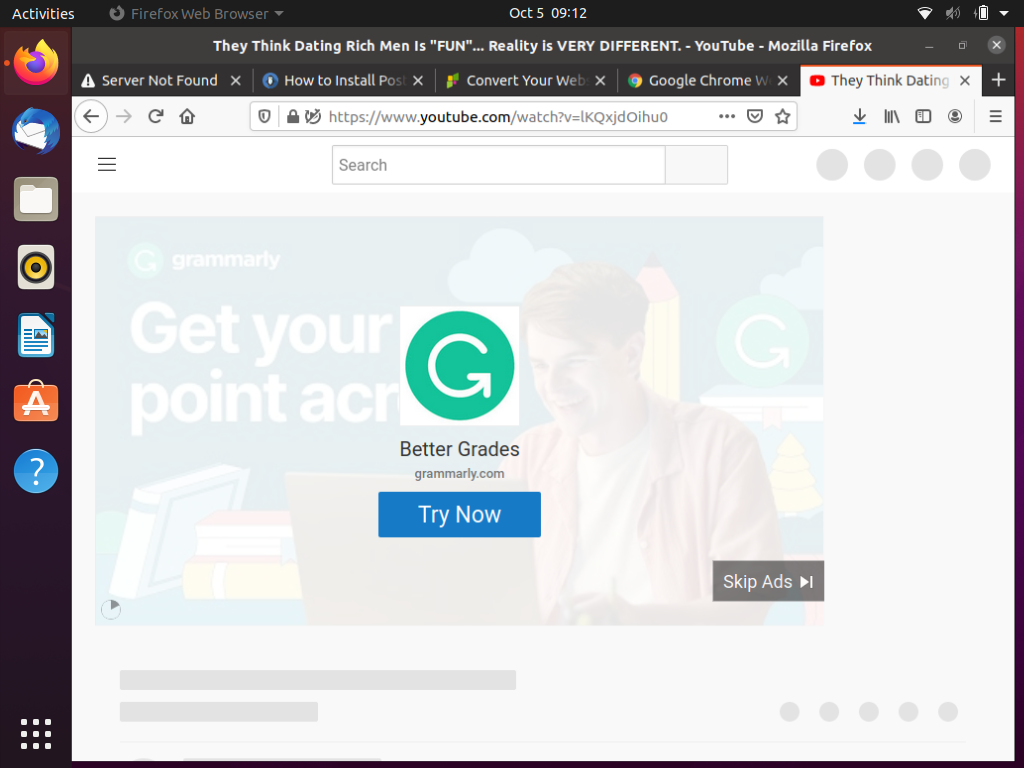 Activities
Firefox Web Browser
Oct 5 09:12
They Think Dating Rich Men Is "FUN"... Reality is VERY DIFFERENT. - YouTube - Mozilla Firefox
Server Not Found
How to Install Post
Convert Your Web
Google Chrome W
They Think Dating
https://www.youtube.com/watch?v=lKQxjdOihu0
Search
grammarly
Get your
point acr
Better Grades
grammarly.com
Try Now
Skip Ads